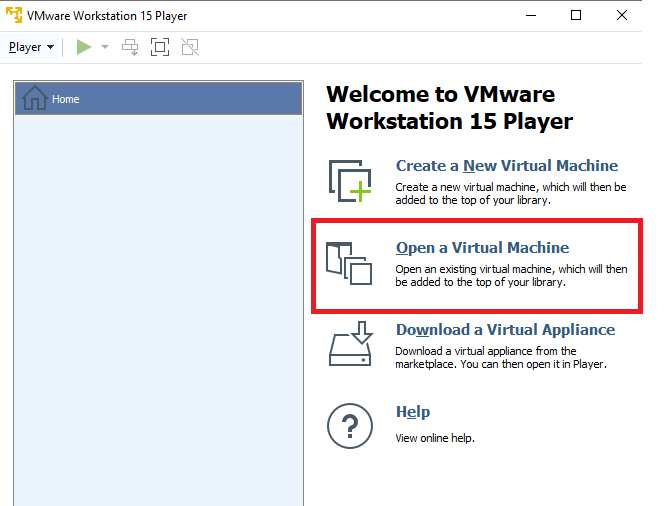 VMware Workstation 15 Player
Player
Home
Welcome to VMware
Workstation 15 Player
Create a New Virtual Machine
Create a new virtual machine, which will then be
added to the top of your library.
Open a Virtual Machine
Open an existing virtual machine, which will then
be added to the top of your library.
Download a Virtual Appliance
Download a virtual appliance from the
marketplace. You can then open it in Player.
?
Help
View online help.